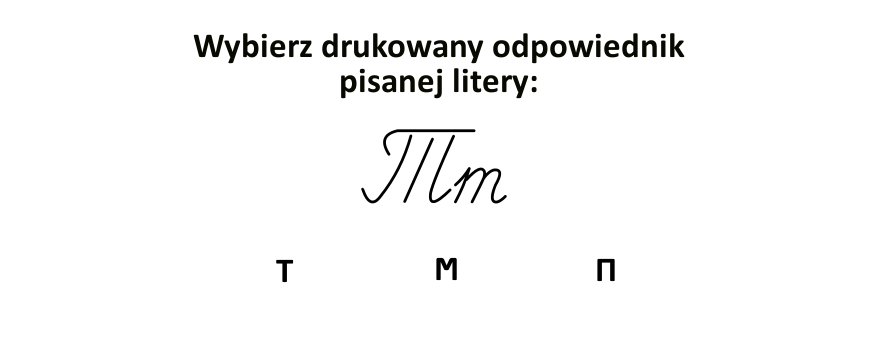 Wybierz drukowany odpowiednik
pisanej litery:
Тт
Т М П